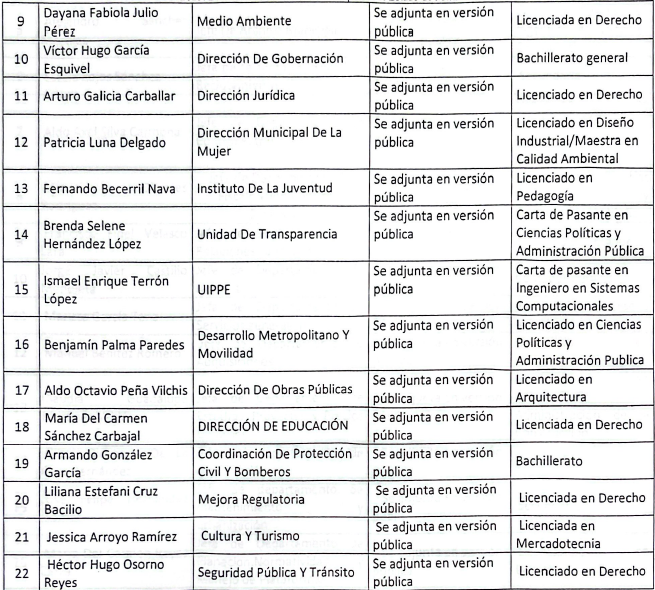 9 Dayana Fabiola Julio Pérez Medio Ambiente Se adjunta en versión pública Licenciada en Derecho
10 Víctor Hugo García Esquivel Dirección De Gobernación Se adjunta en versión pública Bachillerato general
11 Arturo Galicia Carballar Dirección Jurídica Se adjunta en versión pública Licenciado en Derecho
12 Patricia Luna Delgado Dirección Municipal De La Mujer Se adjunta en versión pública Licenciado en Diseño Industrial/Maestra en Calidad Ambiental
13 Fernando Becerril Nava Instituto De La Juventud Se adjunta en versión pública Licenciado en Pedagogía
14 Brenda Selene Hernández López Unidad De Transparencia Se adjunta en versión pública Carta de Pasante en Ciencias Políticas y Administración Pública
15 Ismael Enrique Terrón López UIPPE Se adjunta en versión pública Carta de pasante en Ingeniero en Sistemas Computacionales
16 Benjamín Palma Paredes Desarrollo Metropolitano Y Movilidad Se adjunta en versión pública Licenciado en Ciencias Políticas y Administración Publica
17 Aldo Octavio Peña Vilchis Dirección De Obras Públicas Se adjunta en versión pública Licenciado en Arquitectura
18 María Del Carmen Sánchez Carbajal DIRECCIÓN DE EDUCACIÓN Se adjunta en versión pública Licenciada en Derecho
19 Armando González García Coordinación De Protección Civil Y Bomberos Se adjunta en versión pública Bachillerato
20 Liliana Estefani Cruz Bacilio Mejora Regulatoria Se adjunta en versión pública Licenciada en Derecho
21 Jessica Arroyo Ramírez Cultura Y Turismo Se adjunta en versión pública Licenciada en Mercadotecnia
22 Héctor Hugo Osorno Reyes Seguridad Pública Y Tránsito Se adjunta en versión pública Licenciado en Derecho